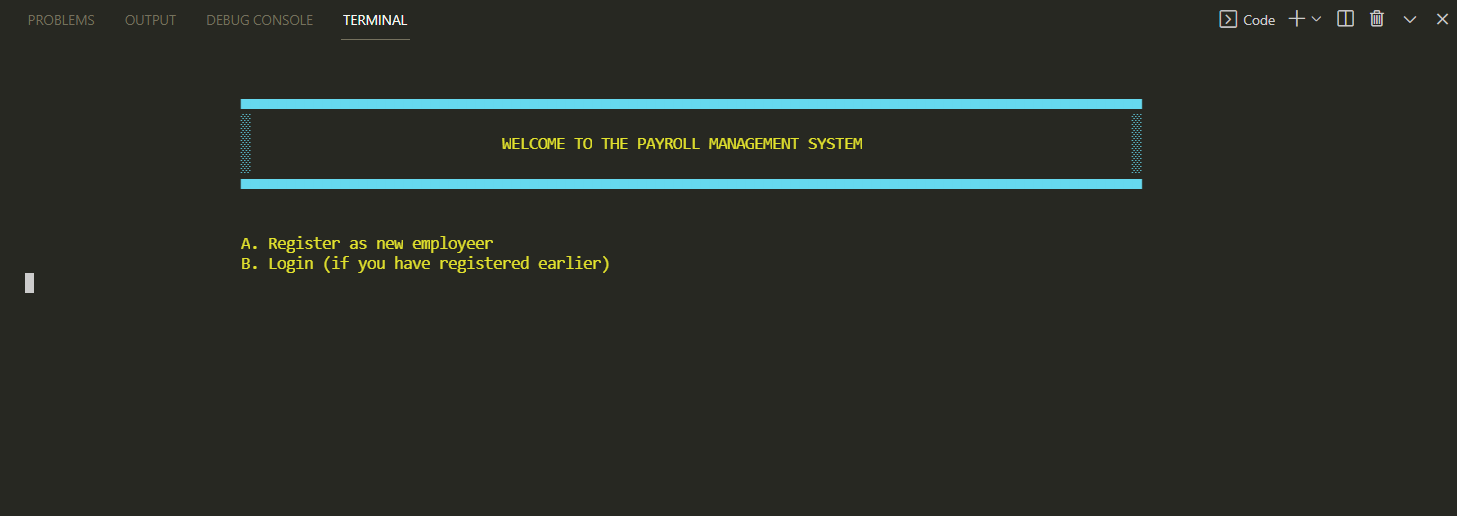 PROBLEMS OUTPUT DEBUG CONSOLE TERMINAL Code
WELCOME TO THE PAYROLL MANAGEMENT SYSTEM
A. Register as new employeer
B. Login (if you have registered earlier)